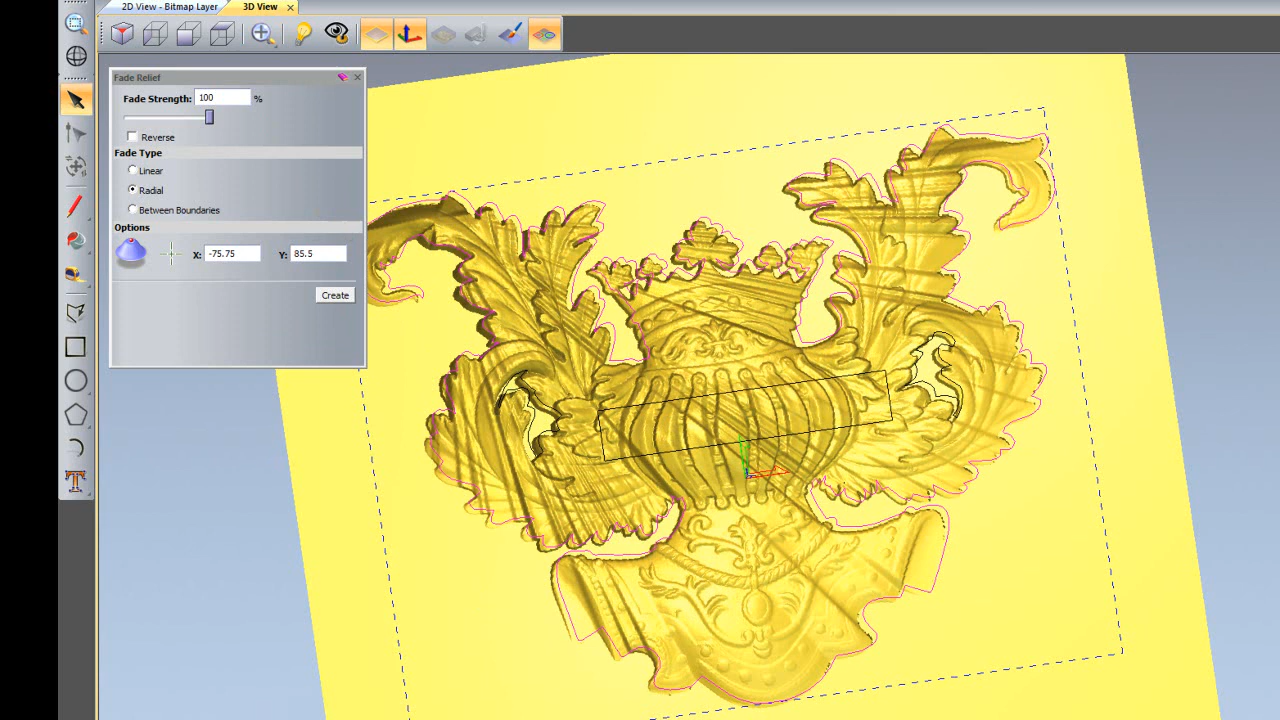 2D View - Bitmap Layer
3D View
Fade Relief
Fade Strength: 100 %
Reverse
Fade Type
Linear
Radial
Between Boundaries
Options
X: -75.75 Y: 85.5
Create